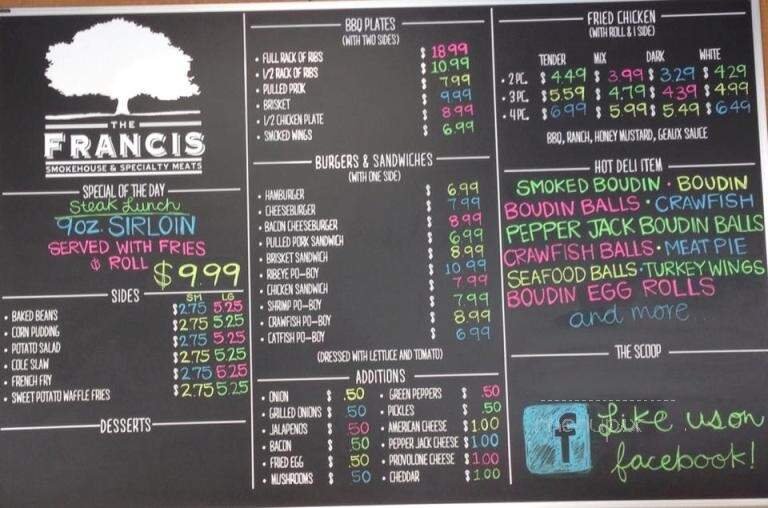 THE
FRANCIS
SMOKEHOUSE & SPECIALTY MEATS
SPECIAL OF THE DAY
Steak Lunch
9oz. SIRLOIN
SERVED WITH FRIES
& ROLL $9.99
SIDES
SM LG
• BAKED BEANS $2.75 5.25
• CORN PUDDING $2.75 5.25
• POTATO SALAD $2.75 5.25
• COLE SLAW $2.75 5.25
• FRENCH FRY $2.75 5.25
• SWEET POTATO WAFFLE FRIES $2.75 5.25
DESSERTS
BBQ PLATES
(WITH TWO SIDES)
• FULL RACK OF RIBS $ 18.99
• 1/2 RACK OF RIBS $ 10.99
• PULLED PROK $ 7.99
• BRISKET $ 9.99
• 1/2 CHICKEN PLATE $ 8.99
• SMOKED WINGS $ 6.99
BURGERS & SANDWICHES
(WITH ONE SIDE)
• HAMBURGER $ 6.99
• CHEESEBURGER $ 7.99
• BACON CHEESEBURGER $ 8.99
• PULLED PORK SANDWICH $ 6.99
• BRISKET SANDWICH $ 8.99
• RIBEYE PO-BOY $ 10.99
• CHICKEN SANDWICH $ 7.99
• SHRIMP PO-BOY $ 7.99
• CRAWFISH PO-BOY $ 8.99
• CATFISH PO-BOY $ 6.99
(DRESSED WITH LETTUCE AND TOMATO)
ADDITIONS
• ONION $ .50
• GRILLED ONIONS $ .50
• JALAPENOS $ .50
• BACON $ .50
• FRIED EGG $ .50
• MUSHROOMS $ .50
• GREEN PEPPERS $ .50
• PICKLES $ .50
• AMERICAN CHEESE $1.00
• PEPPER JACK CHEESE $1.00
• PROVOLONE CHEESE $1.00
• CHEDDAR $1.00
FRIED CHICKEN
(WITH ROLL & 1 SIDE)
TENDER MIX DARK WHITE
• 2 PC. $ 4.49 $ 3.99 $ 3.29 $ 4.29
• 3 PC. $ 5.59 $ 4.79 $ 4.39 $ 4.99
• 4 PC. $ 6.99 $ 5.99 $ 5.49 $ 6.49
BBQ, RANCH, HONEY MUSTARD, GEAUX SAUCE
HOT DELI ITEM
SMOKED BOUDIN • BOUDIN
BOUDIN BALLS • CRAWFISH
PEPPER JACK BOUDIN BALLS
CRAWFISH BALLS • MEAT PIE
SEAFOOD BALLS • TURKEY WINGS
BOUDIN EGG ROLLS
and more
THE SCOOP
f Like us on
facebook!